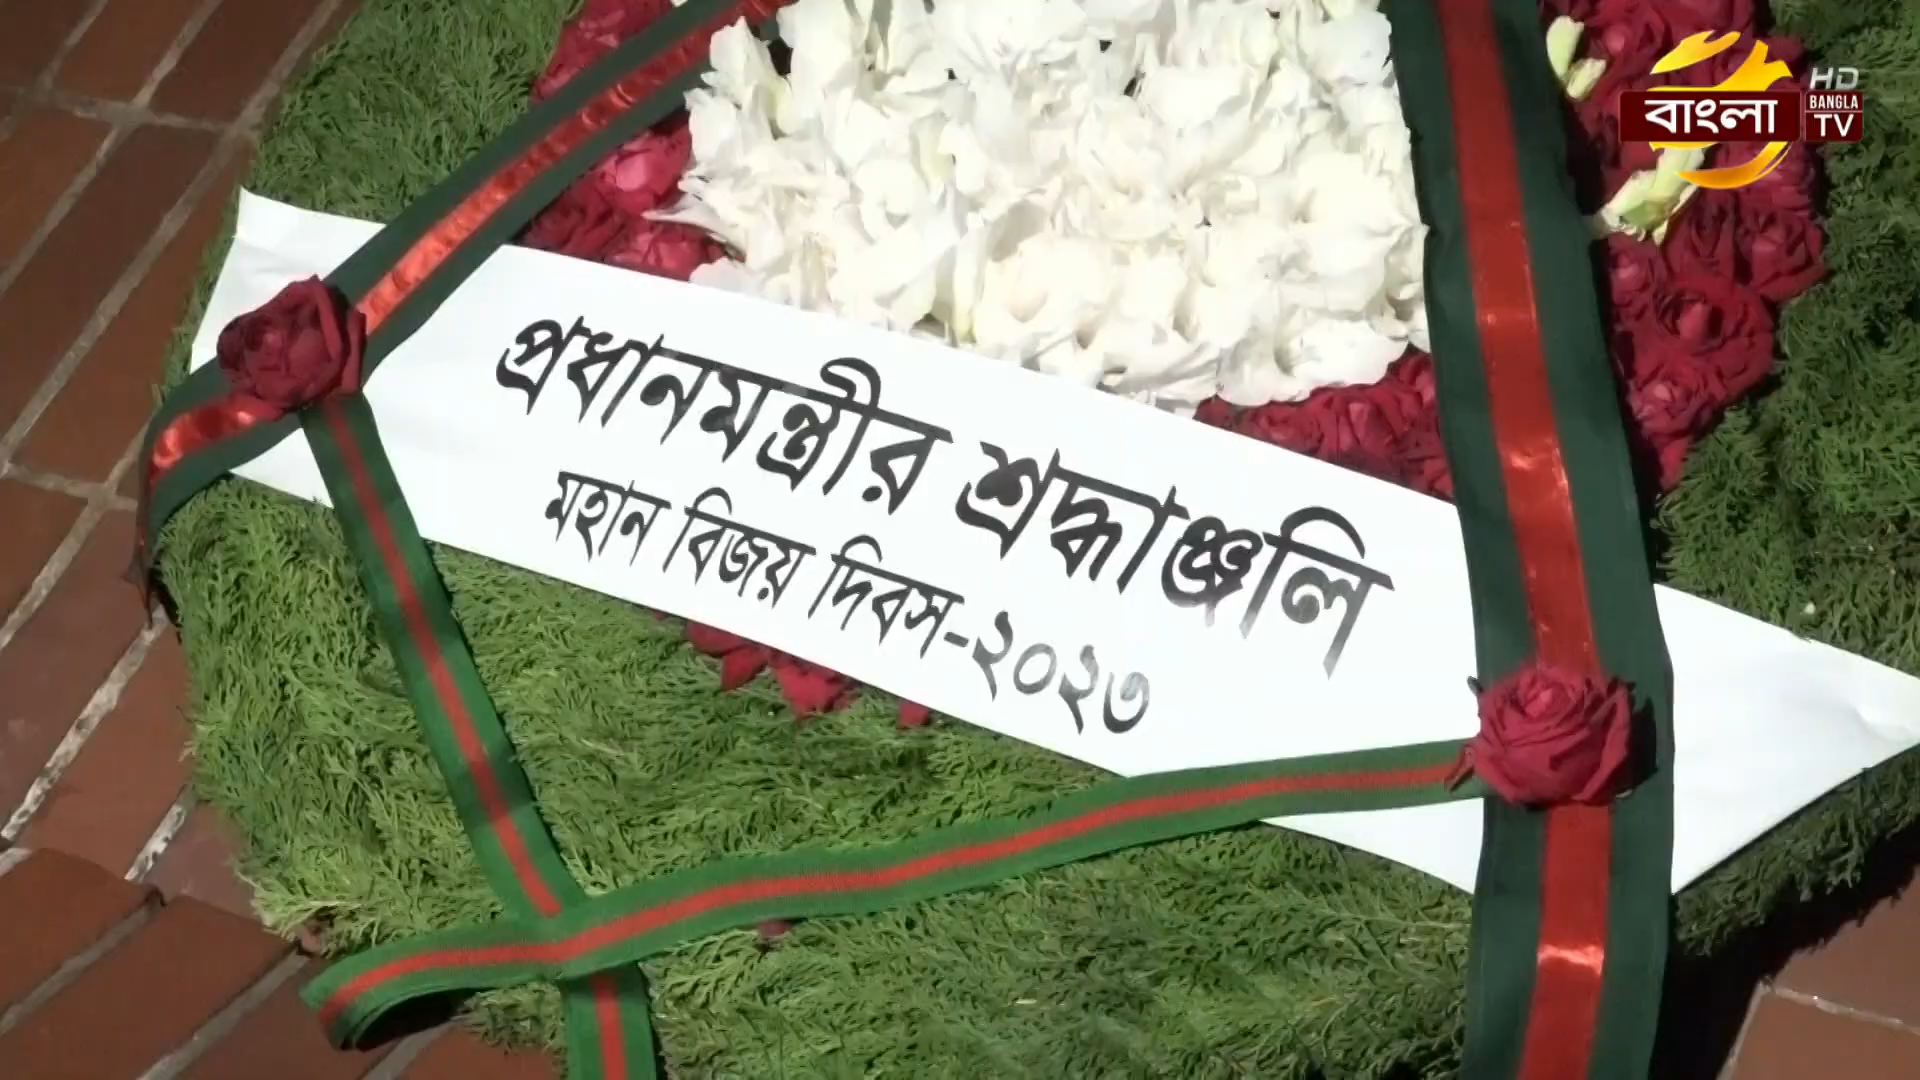 প্রধানমন্ত্রীর শ্রদ্ধাঞ্জলি
মহান বিজয় দিবস-২০২৩
বাংলা
HD
BANGLA
TV